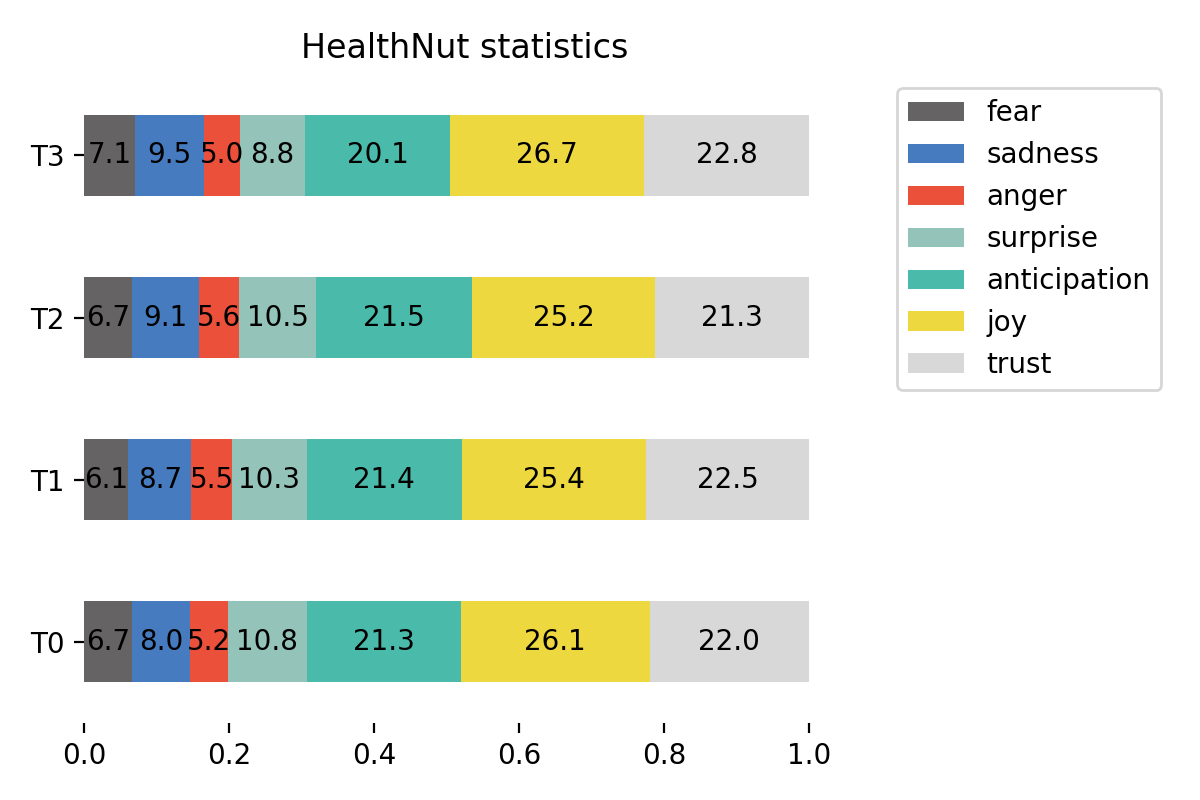 HealthNut statistics
T3 7.1 9.5 5.0 8.8 20.1 26.7 22.8
T2 6.7 9.1 5.6 10.5 21.5 25.2 21.3
T1 6.1 8.7 5.5 10.3 21.4 25.4 22.5
T0 6.7 8.0 5.2 10.8 21.3 26.1 22.0
0.0 0.2 0.4 0.6 0.8 1.0
fear
sadness
anger
surprise
anticipation
joy
trust